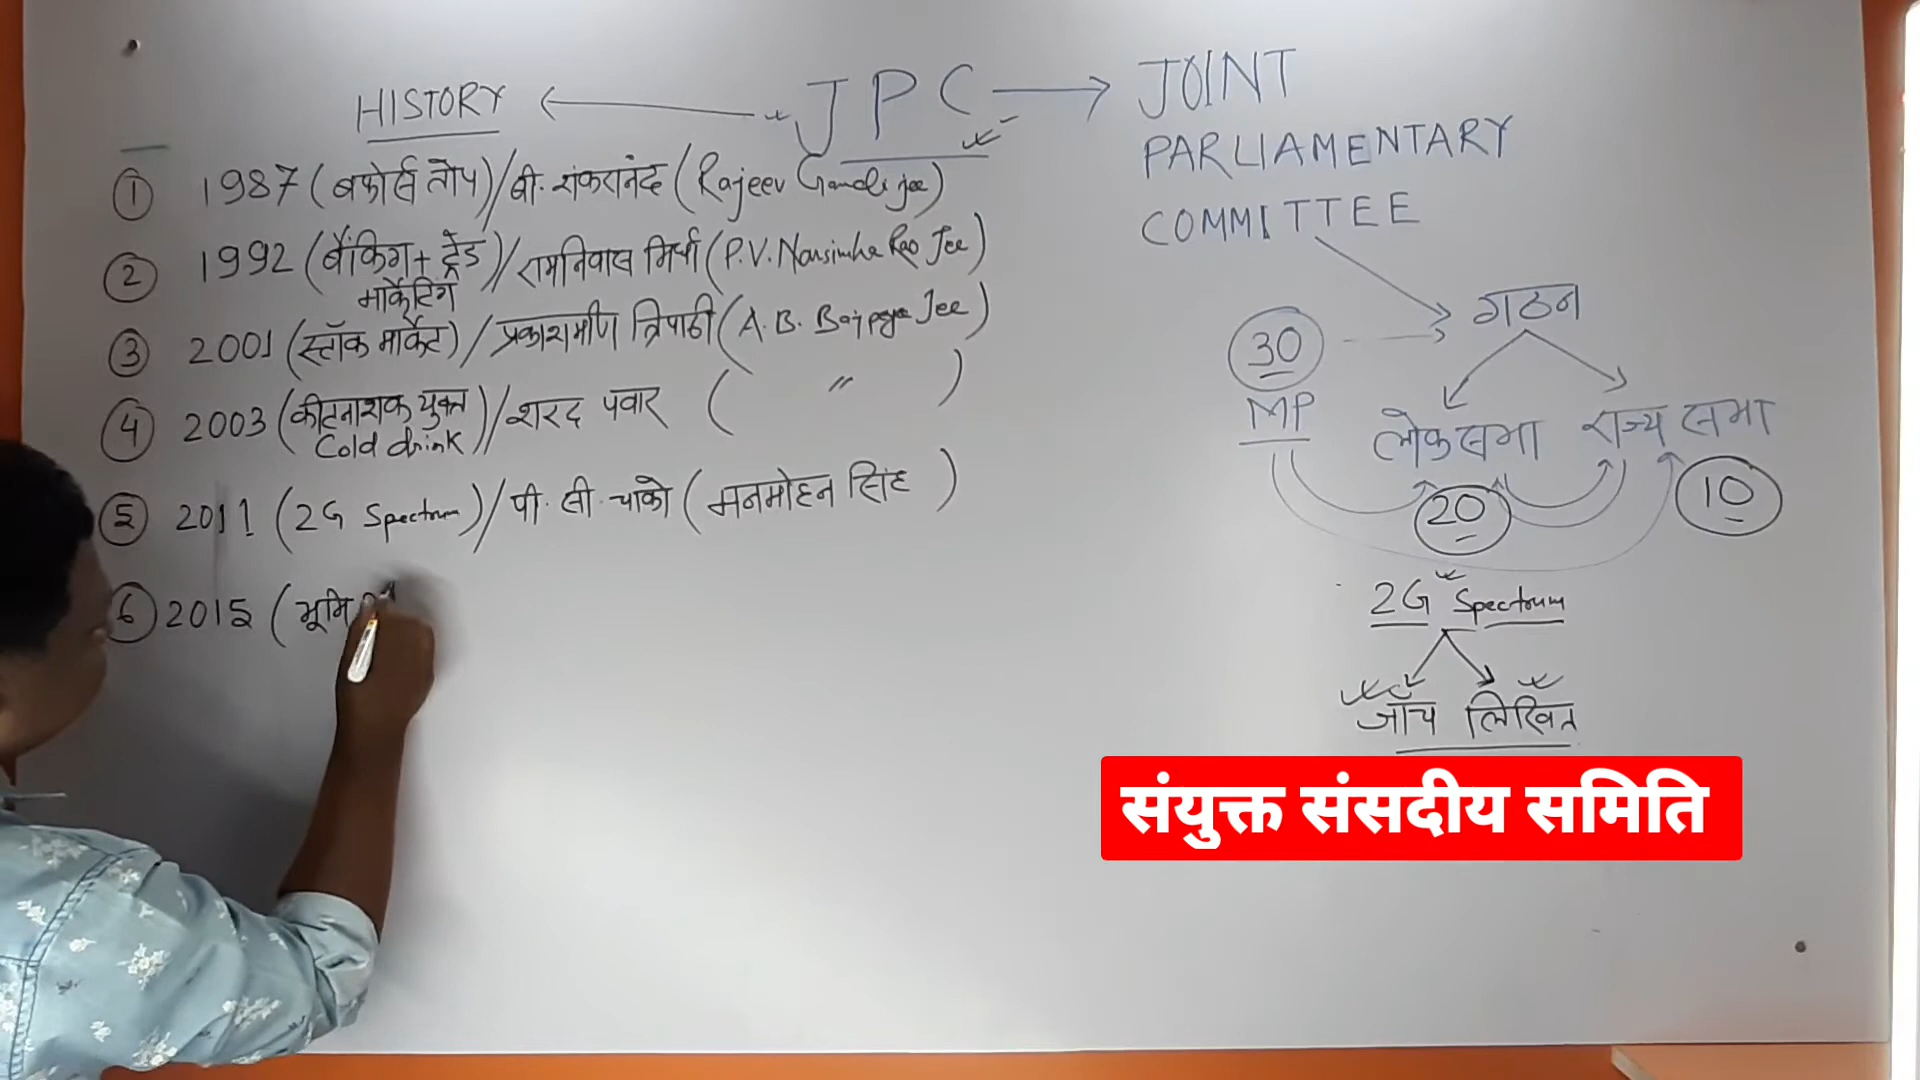 HISTORY
JPC
JOINT
PARLIAMENTARY
COMMITTEE
1 1987 (बफोर्स तोप) / बी. शंकरानंद (Rajeev Gandi jee)
2 1992 (बैंकिग + ट्रेड / रामनिवास मिर्धा (P.V. Narsimha Rao Jee)
मार्केटिंग)
3 2001 (स्टॉक मार्केट) / प्रकाशमणि त्रिपाठी (A.B. Bajpaye Jee)
4 2003 (कीटनाशक युक्त / शरद पवार ( " )
Cold drink)
5 2011 (2G Spectrum) / पी. सी. चाको (मनमोहन सिंह)
6 2015 (भूमि
गठन
30
MP
लोकसभा राज्य सभा
20 10
2G Spectrum
जाँच लिखित
संयुक्त संसदीय समिति